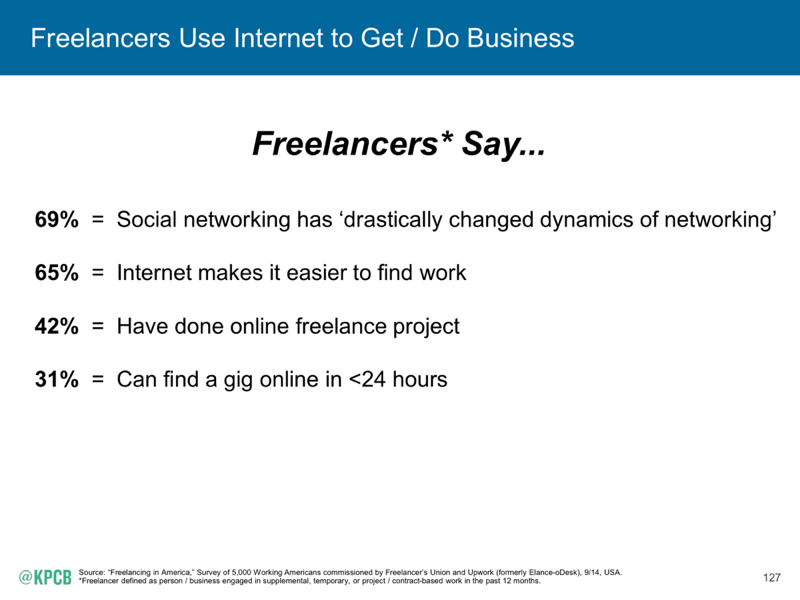 Freelancers Use Internet to Get / Do Business
Freelancers* Say...
69% = Social networking has ‘drastically changed dynamics of networking’
65% = Internet makes it easier to find work
42% = Have done online freelance project
31% = Can find a gig online in <24 hours
@KPCB
Source: “Freelancing in America,” Survey of 5,000 Working Americans commissioned by Freelancer’s Union and Upwork (formerly Elance-oDesk), 9/14, USA.
*Freelancer defined as person / business engaged in supplemental, temporary, or project / contract-based work in the past 12 months.
127